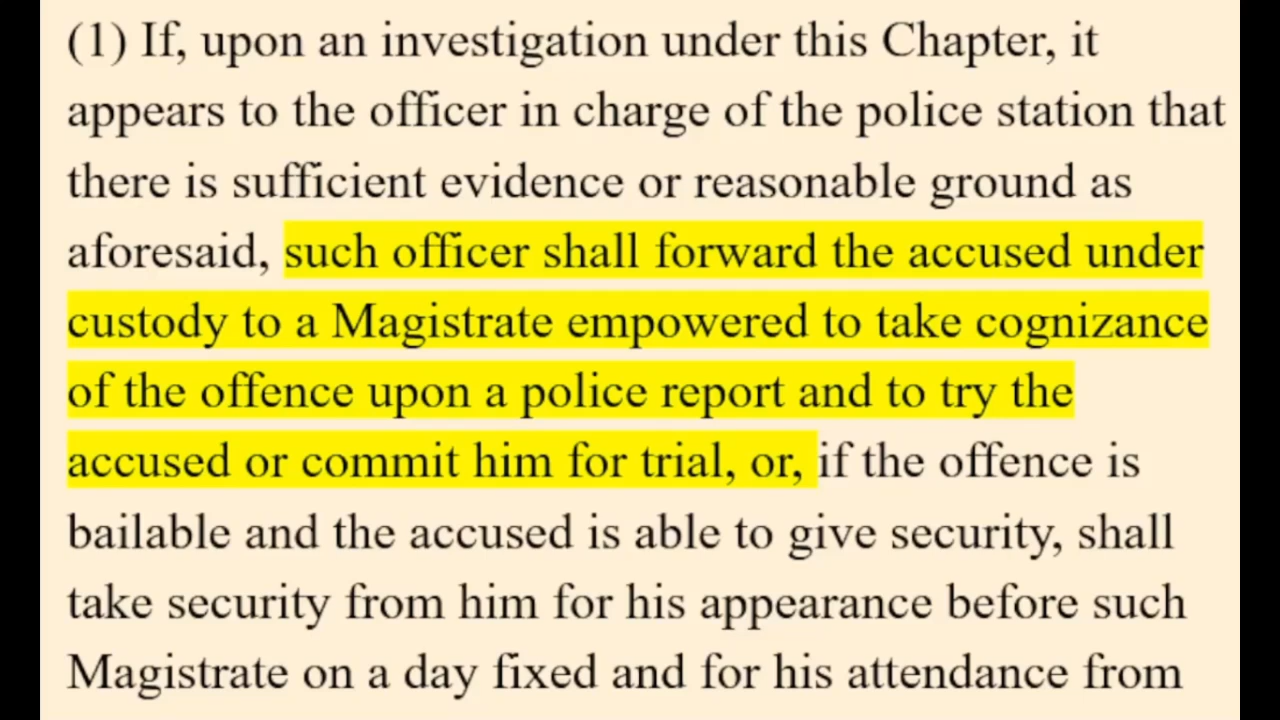 (1) If, upon an investigation under this Chapter, it
appears to the officer in charge of the police station that
there is sufficient evidence or reasonable ground as
aforesaid, such officer shall forward the accused under
custody to a Magistrate empowered to take cognizance
of the offence upon a police report and to try the
accused or commit him for trial, or, if the offence is
bailable and the accused is able to give security, shall
take security from him for his appearance before such
Magistrate on a day fixed and for his attendance from